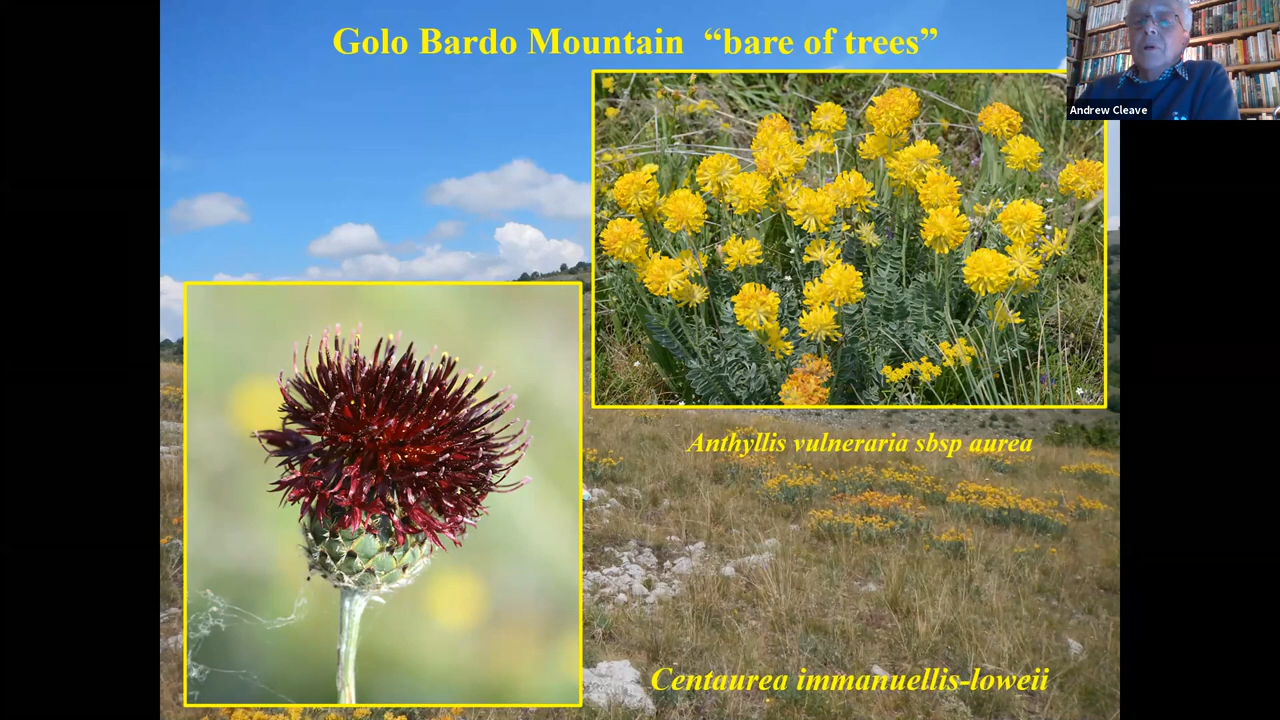 Golo Bardo Mountain “bare of trees”
Andrew Cleave
Anthyllis vulneraria sbsp aurea
Centaurea immanuellis-loweii